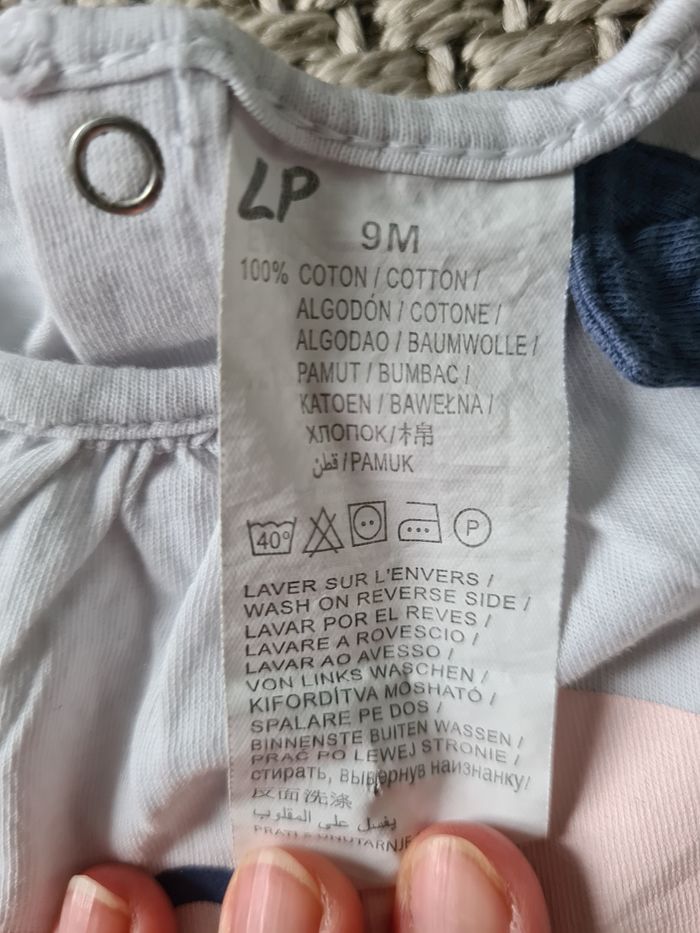 LP
9M
100% COTON / COTTON /
ALGODÓN / COTONE /
ALGODAO / BAUMWOLLE /
PAMUT / BUMBAC /
KATOEN / BAWEŁNA /
ХЛОПОК/棉
قطن /PAMUK
40° P
LAVER SUR L'ENVERS /
WASH ON REVERSE SIDE /
LAVAR POR EL REVES /
LAVARE A ROVESCIO /
LAVAR AO AVESSO /
VON LINKS WASCHEN /
KIFORDÍTVA MOSHATÓ /
SPALARE PE DOS /
BINNENSTE BUITEN WASSEN /
PRAĆ PO LEWEJ STRONIE /
стирать, вывернув наизнанку/
反面洗涤
يغسل على المقلوب